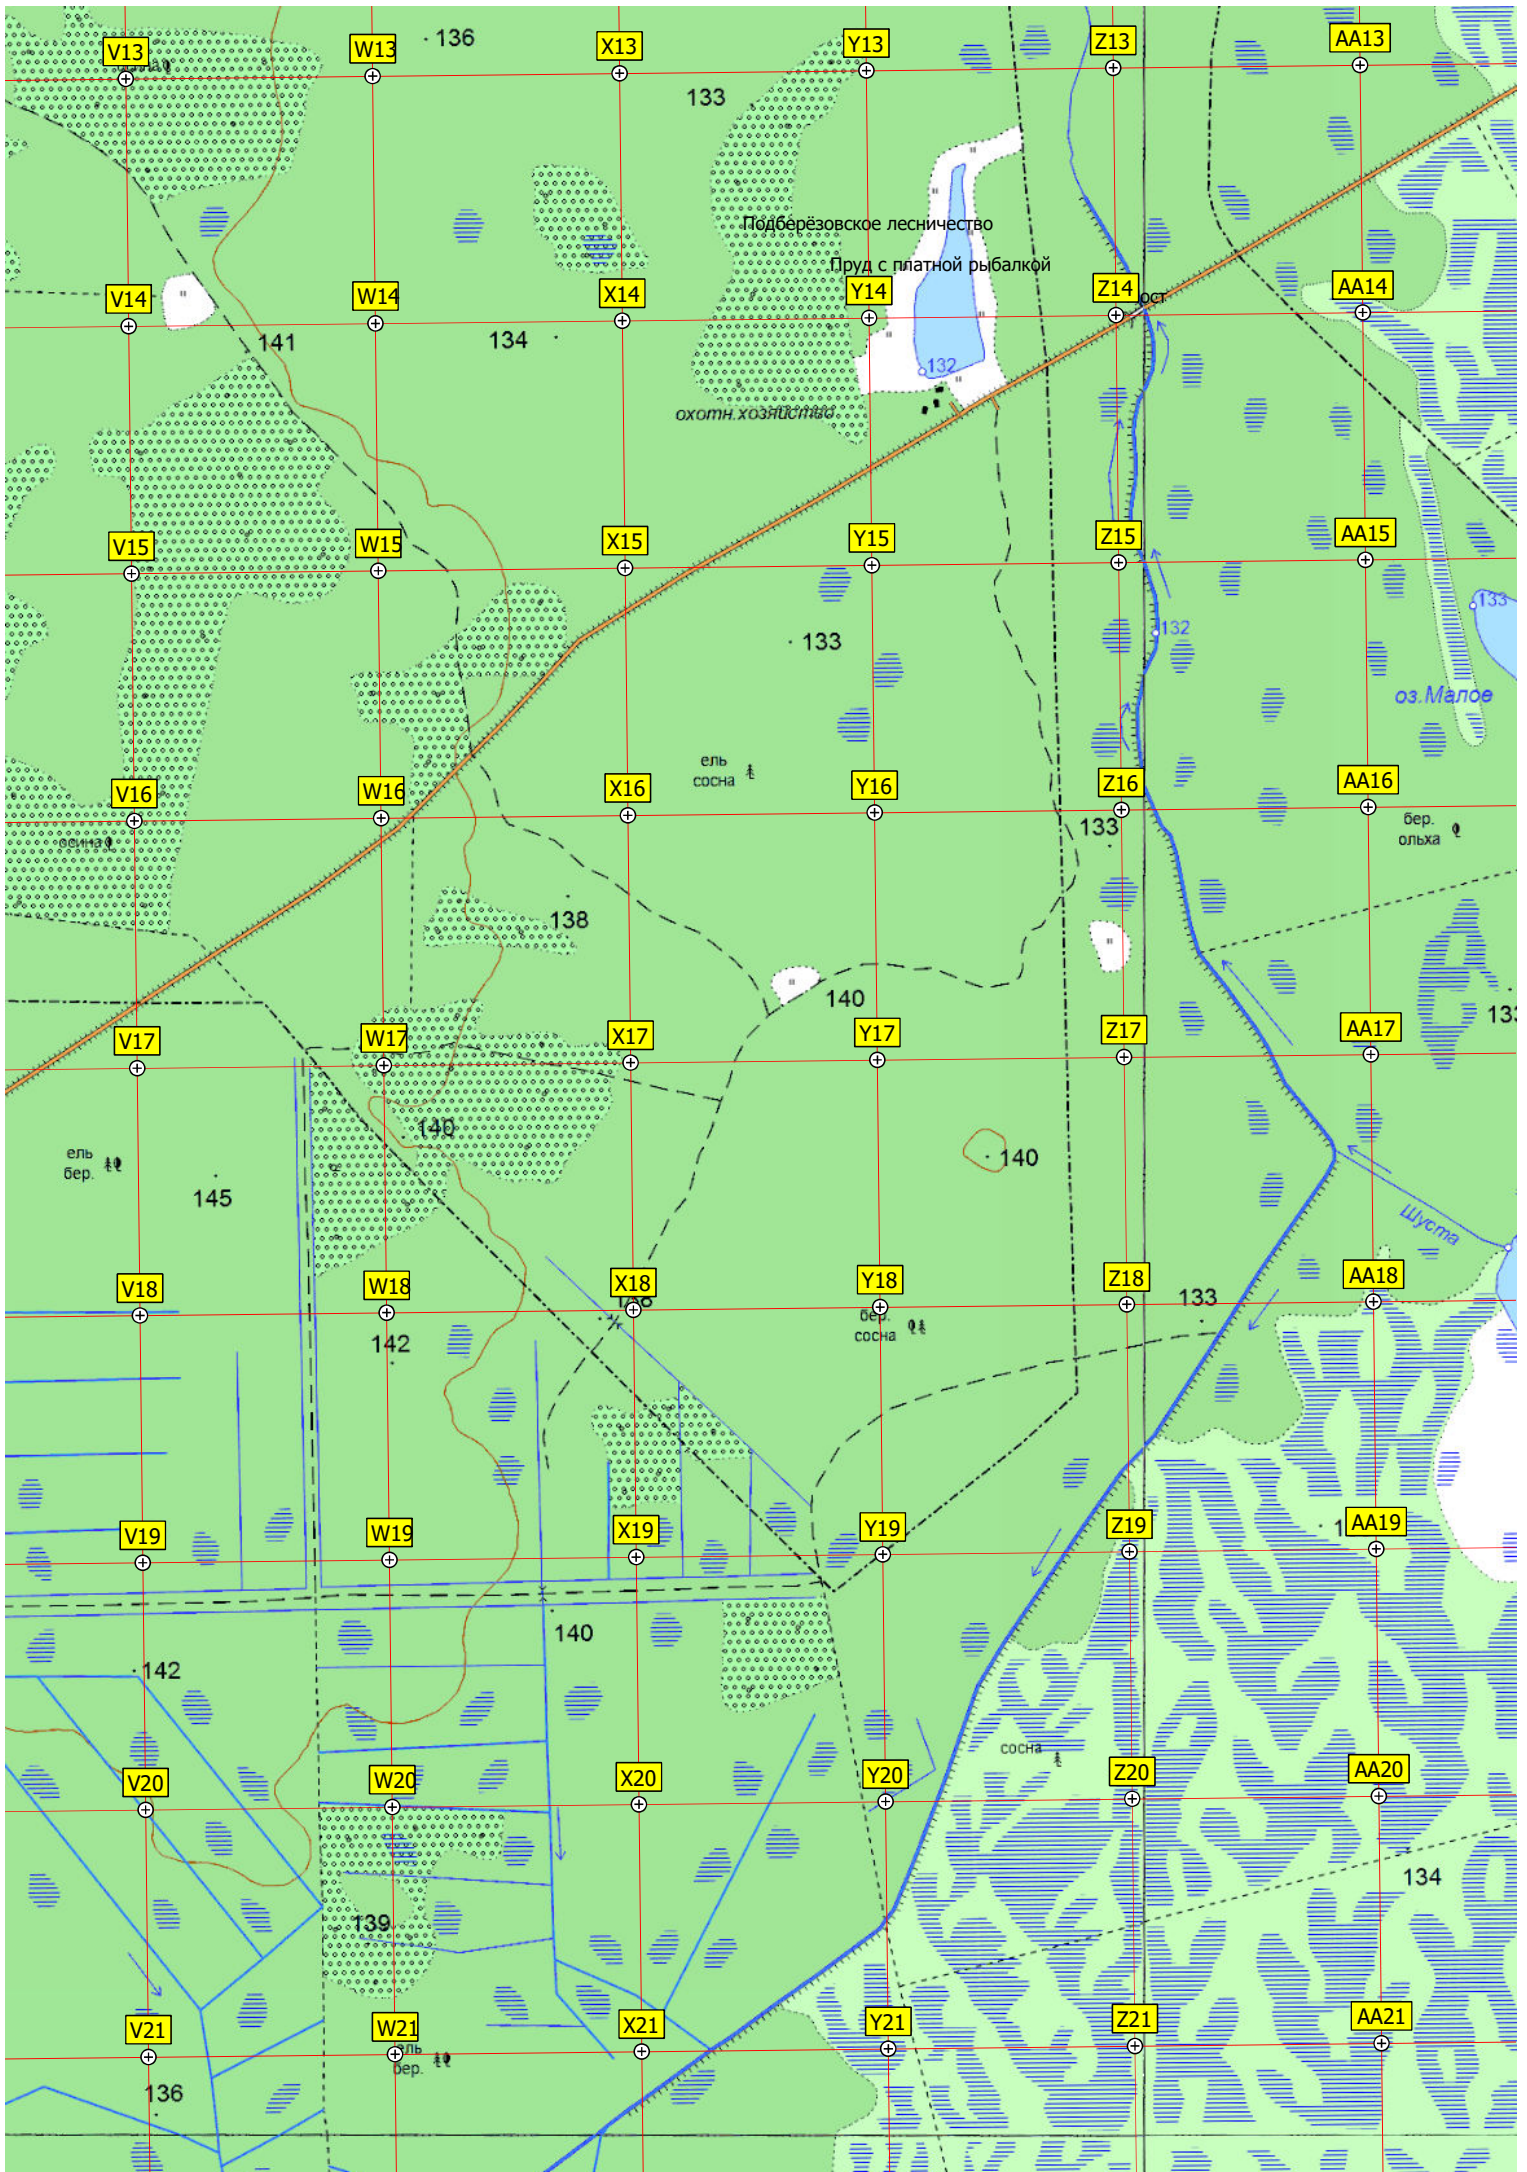 136
V13
W13
X13
Y13
Z13
AA13
133
Подберёзовское лесничество
Пруд с платной рыбалкой
V14
W14
X14
Y14
Z14
AA14
141
134
132
охотн.хозяйство
V15
W15
X15
Y15
Z15
AA15
133
133
132
оз.Малое
ель
сосна
V16
W16
X16
Y16
Z16
AA16
осина
133
бер.
ольха
138
140
V17
W17
X17
Y17
Z17
AA17
140
ель
бер.
145
140
Шуста
V18
W18
X18
Y18
Z18
AA18
133
142
бер.
сосна
V19
W19
X19
Y19
Z19
AA19
140
142
сосна
V20
W20
X20
Y20
Z20
AA20
134
139
V21
W21
X21
Y21
Z21
AA21
ель
бер.
136